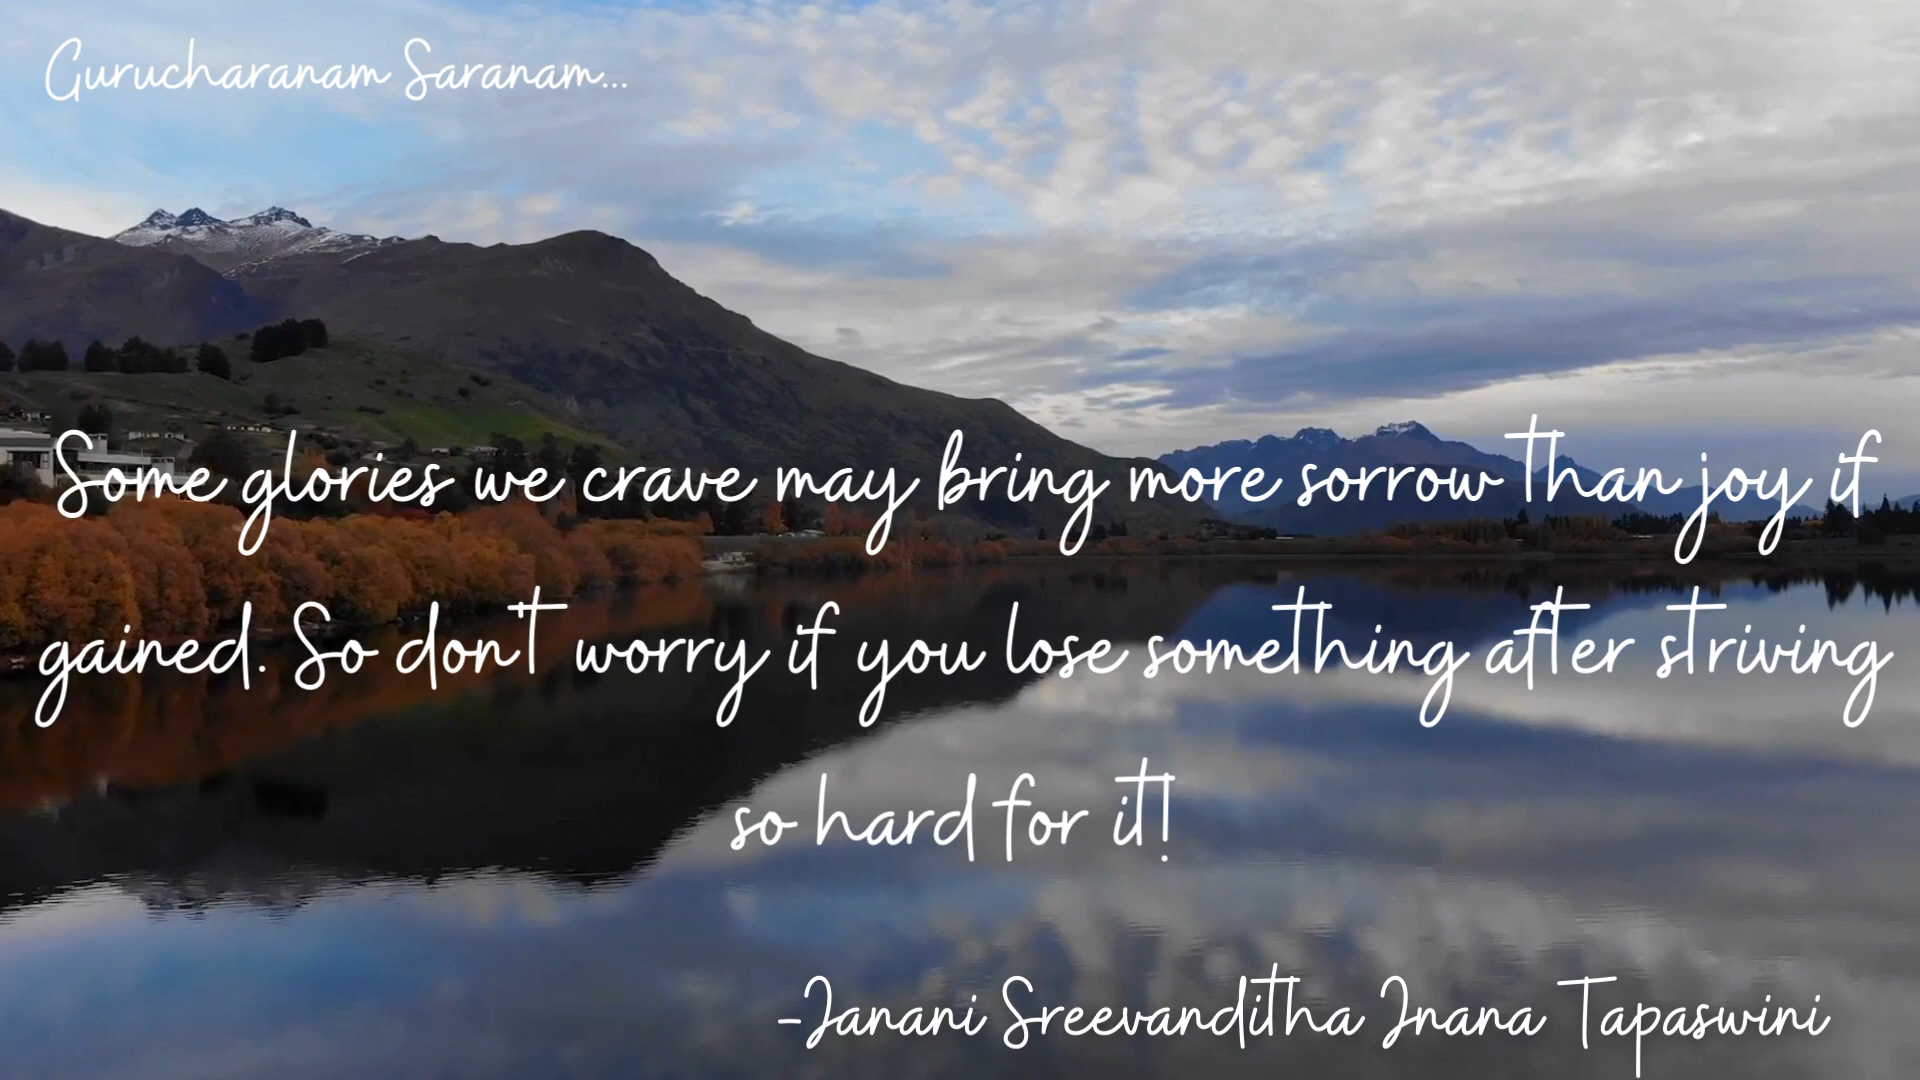 Gurucharanam Saranam...
Some glories we crave may bring more sorrow than joy if
gained. So don't worry if you lose something after striving
so hard for it!
-Janani Sreevanditha Jnana Tapaswini